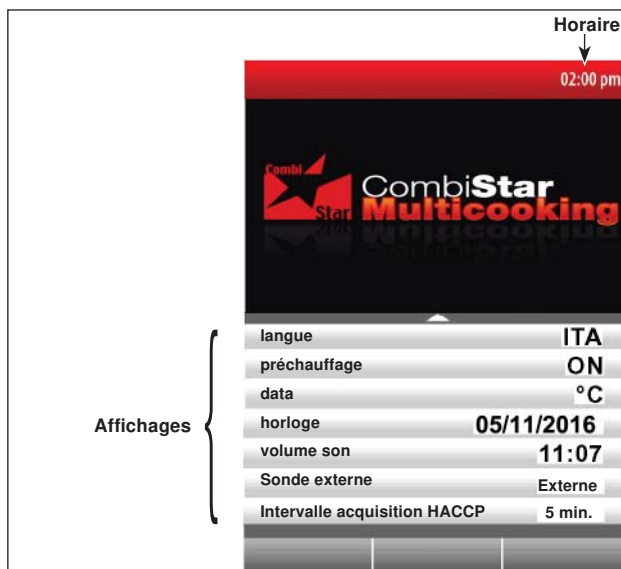 Horaire
02:00 pm
Combi
Star
CombiStar
Multicooking
langue ITA
préchauffage ON
data °C
horloge 05/11/2016
volume son 11:07
Sonde externe Externe
Intervalle acquisition HACCP 5 min.
Affichages